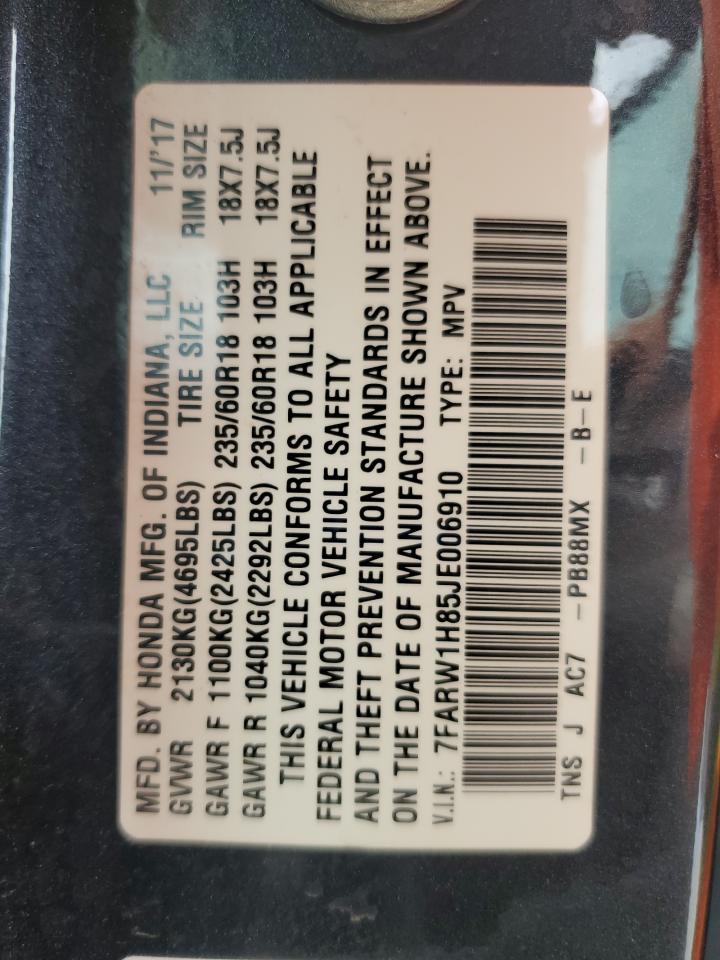 MFD. BY HONDA MFG. OF INDIANA, LLC 11/'17
GVWR 2130KG(4695LBS) TIRE SIZE RIM SIZE
GAWR F 1100KG(2425LBS) 235/60R18 103H 18X7.5J
GAWR R 1040KG(2292LBS) 235/60R18 103H 18X7.5J
THIS VEHICLE CONFORMS TO ALL APPLICABLE
FEDERAL MOTOR VEHICLE SAFETY
AND THEFT PREVENTION STANDARDS IN EFFECT
ON THE DATE OF MANUFACTURE SHOWN ABOVE.
V.I.N.: 7FARW1H85JE006910 TYPE: MPV
TNS J AC7 -PB88MX -B-E